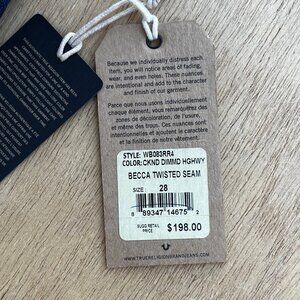 Because we individually distress each
item, you will notice areas of fading,
wear, and even holes. These nuances
are intentional and add to the character
and finish of our garment.
Parce que nous usons individuellement
chaque élément, vous remarquerez des
zones de décoloration, de l'usure,
et même des trous. Ces nuances sont
intentionnelles et ajoutent le caractère
et la finition de notre vêtement.
STYLE: WB083RR4
COLOR: CKND DIMMD HGHWY
BECCA TWISTED SEAM
SIZE: 28
8 89347 14675 2
SUGG RETAIL
PRICE $198.00
WWW.TRUERELIGIONBRANDJEANS.COM